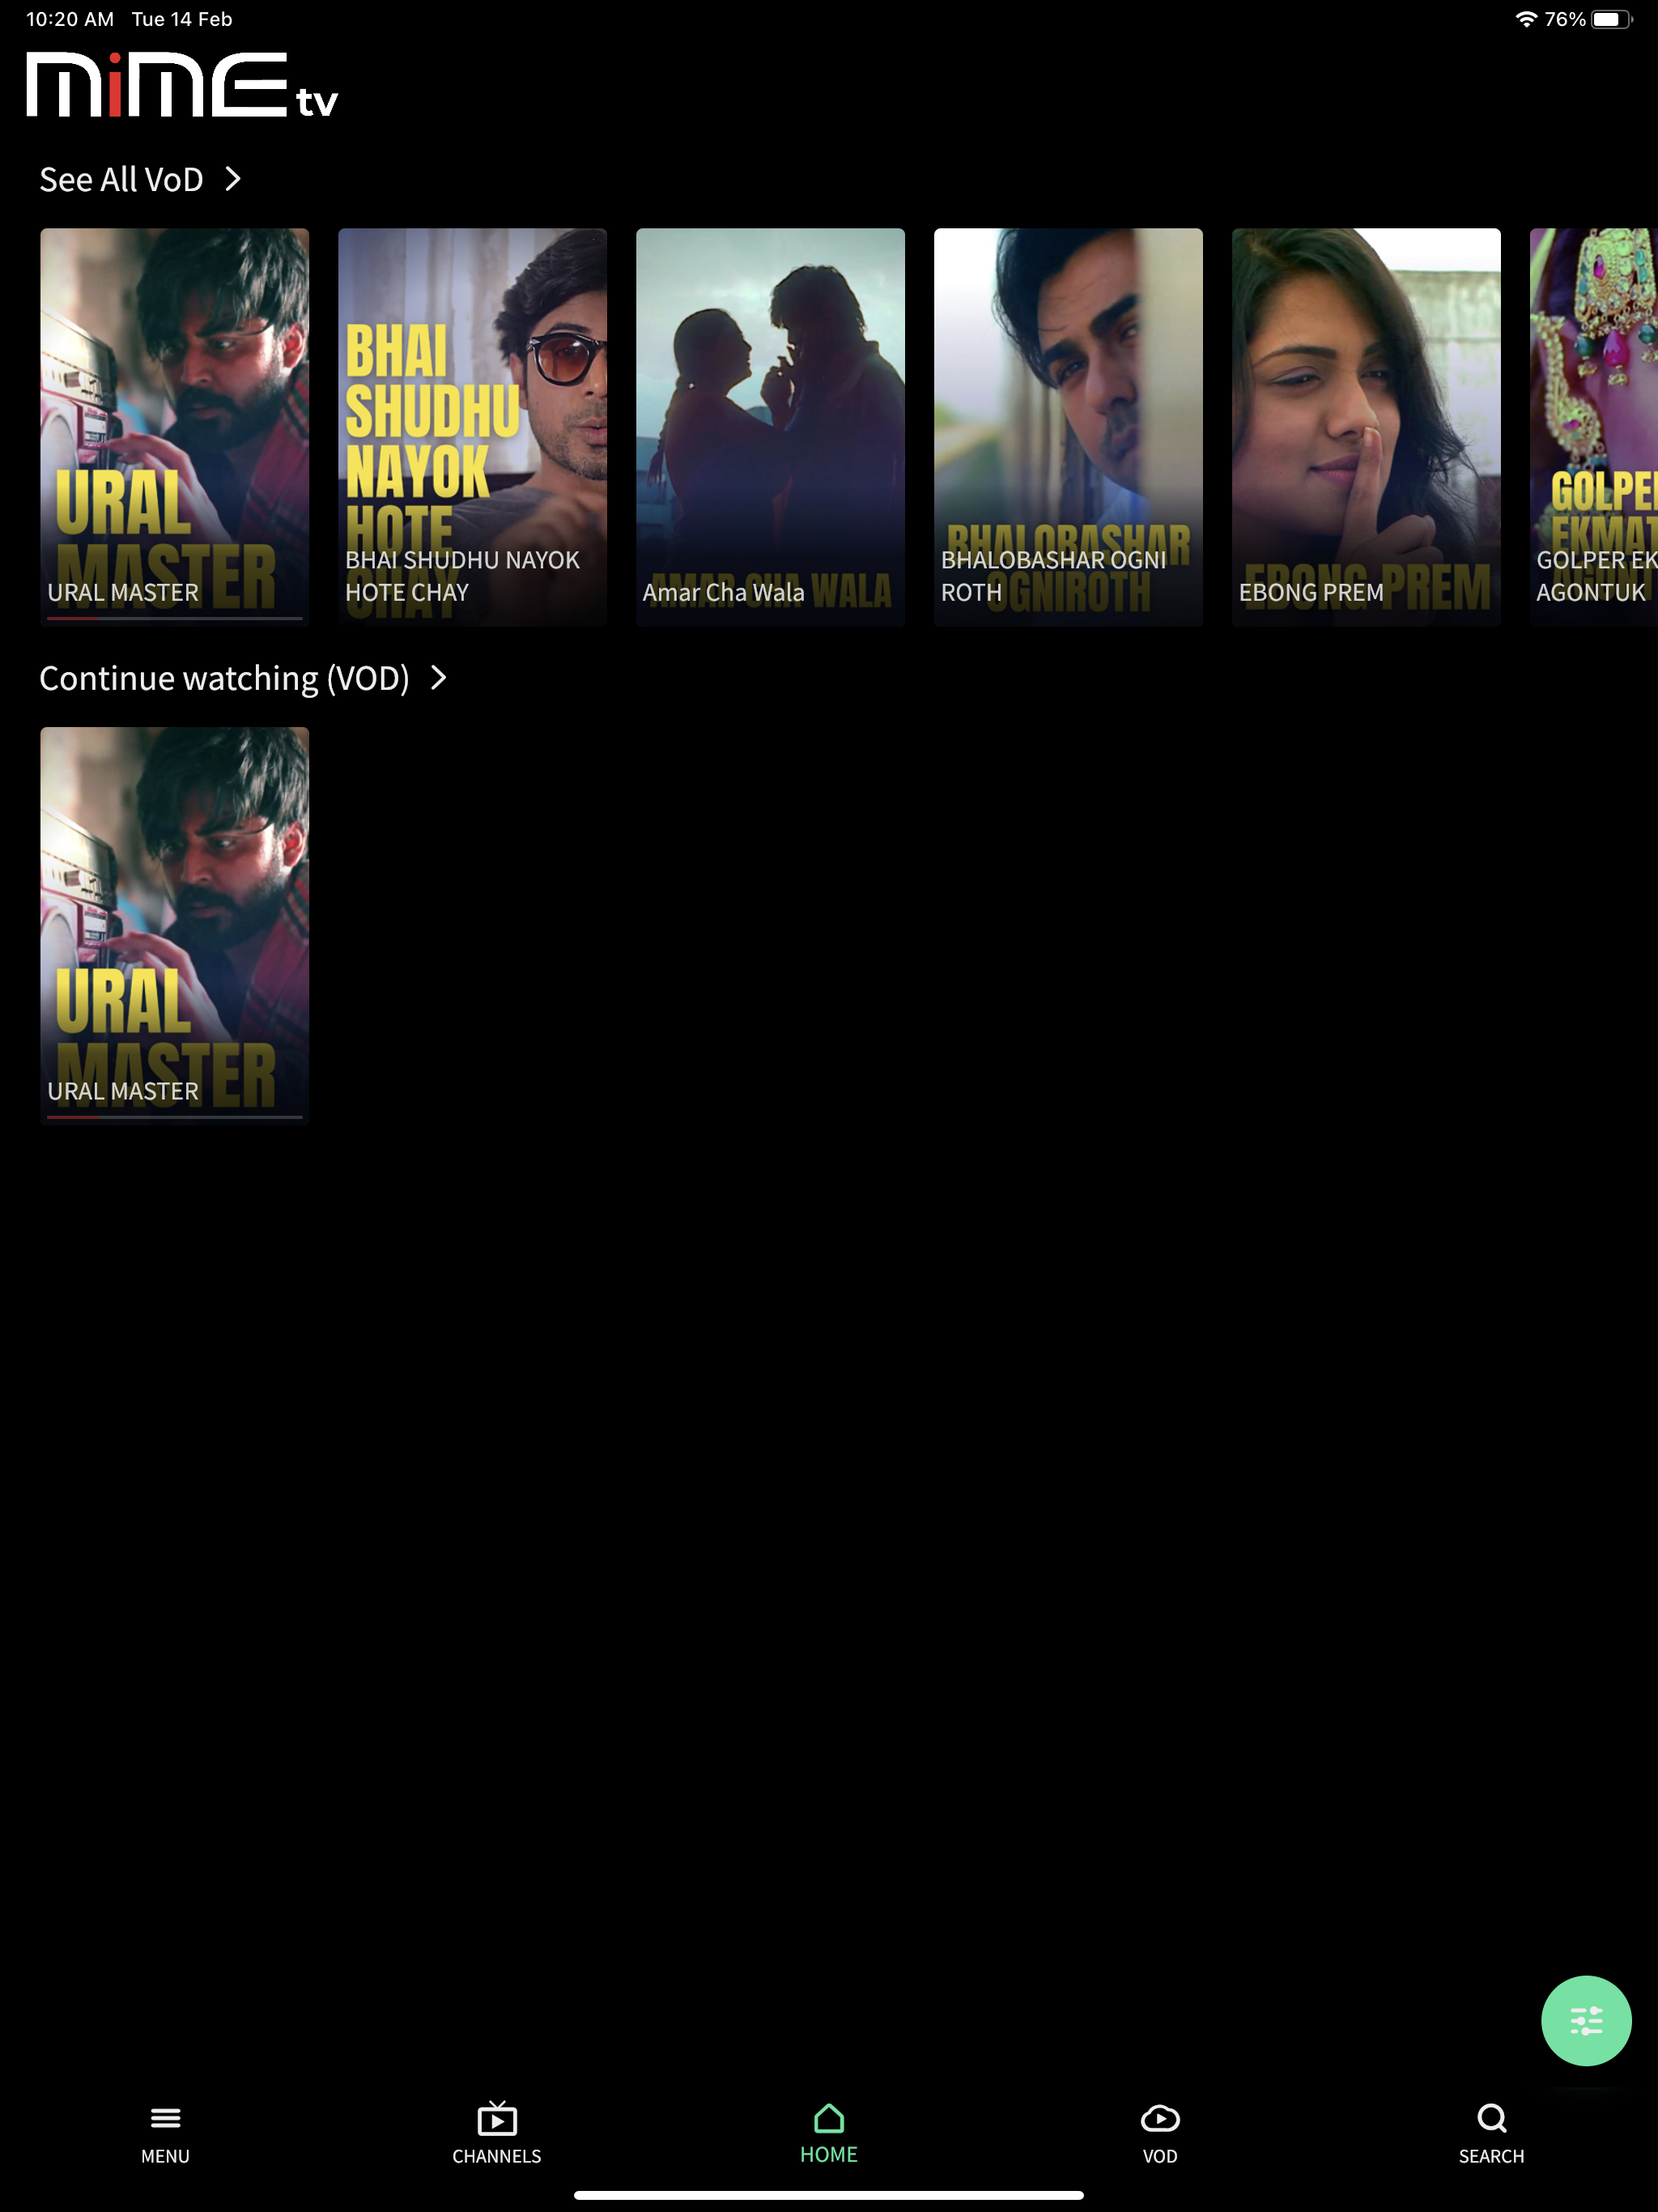 10:20 AM Tue 14 Feb
76%
MiME tv
See All VoD
URAL
MASTER
URAL MASTER
BHAI
SHUDHU
NAYOK
HOTE
CHAY
BHAI SHUDHU NAYOK
HOTE CHAY
AMAR CHA WALA
Amar Cha Wala
BHALOBASHAR
OGNIROTH
BHALOBASHAR OGNI
ROTH
EBONG PREM
EBONG PREM
GOLPE
EKMAT
GOLPER EK
AGONTUK
Continue watching (VOD)
URAL
MASTER
URAL MASTER
MENU
CHANNELS
HOME
VOD
SEARCH